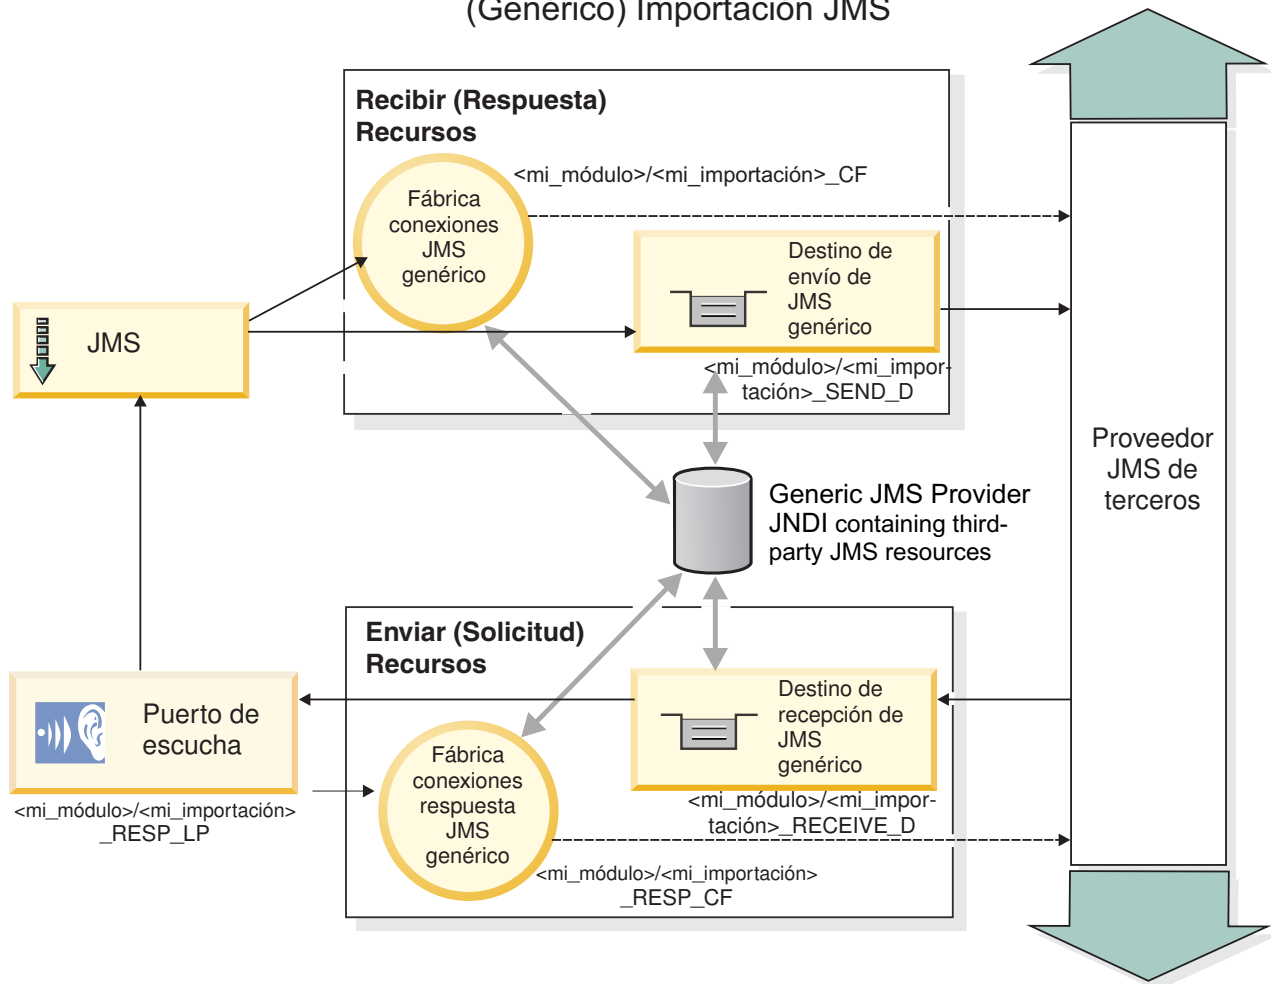 (Genérico) Importación JMS
Recibir (Respuesta)
Recursos
<mi_módulo>/<mi_importación>_CF
Fábrica
conexiones
JMS
genérico
Destino de
envío de
JMS
genérico
<mi_módulo>/<mi_impor-
tación>_SEND_D
JMS
Proveedor
JMS de
terceros
Generic JMS Provider
JNDI containing third-
party JMS resources
Enviar (Solicitud)
Recursos
Destino de
recepción de
JMS
genérico
<mi_módulo>/<mi_impor-
tación>_RECEIVE_D
Puerto de
escucha
<mi_módulo>/<mi_importación>
_RESP_LP
Fábrica
conexiones
respuesta
JMS
genérico
<mi_módulo>/<mi_importación>
_RESP_CF